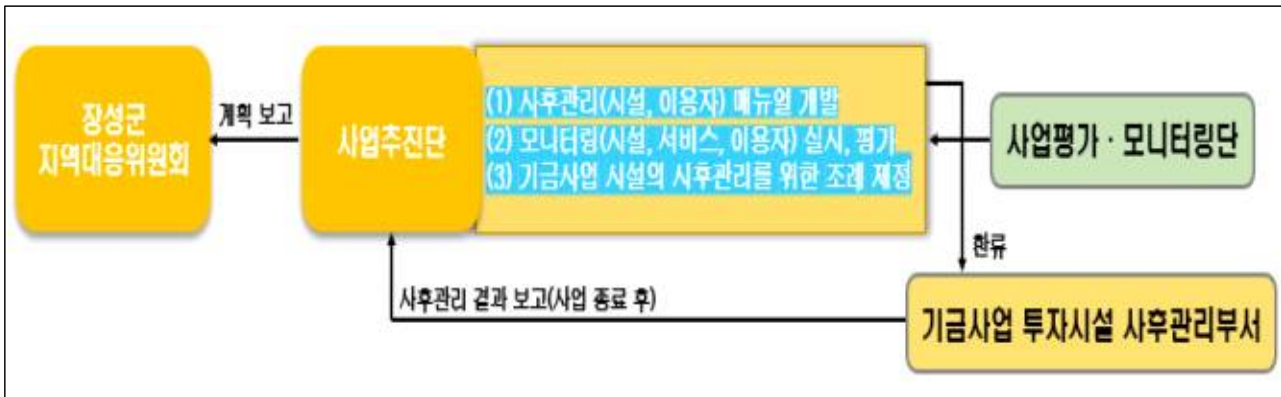 장성군
지역대응위원회
계획 보고
사업추진단
(1) 사후관리(시설, 이용자) 매뉴얼 개발
(2) 모니터링(시설, 서비스, 이용자) 실시, 평가
(3) 기금사업 시설의 사후관리를 위한 조례 제정
사업평가 · 모니터링단
환류
사후관리 결과 보고(사업 종료 후)
기금사업 투자시설 사후관리부서